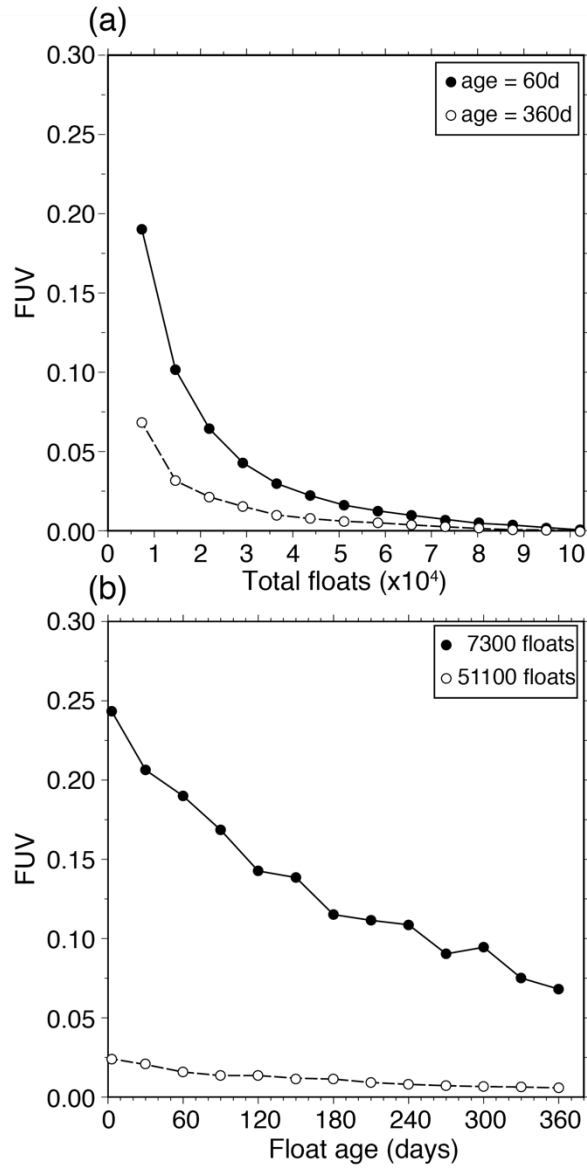 (a)
0.30
0.25
0.20
0.15
0.10
0.05
0.00
FUV
age = 60d
age = 360d
0 1 2 3 4 5 6 7 8 9 10
Total floats (x10⁴)
(b)
0.30
0.25
0.20
0.15
0.10
0.05
0.00
FUV
7300 floats
51100 floats
0 60 120 180 240 300 360
Float age (days)